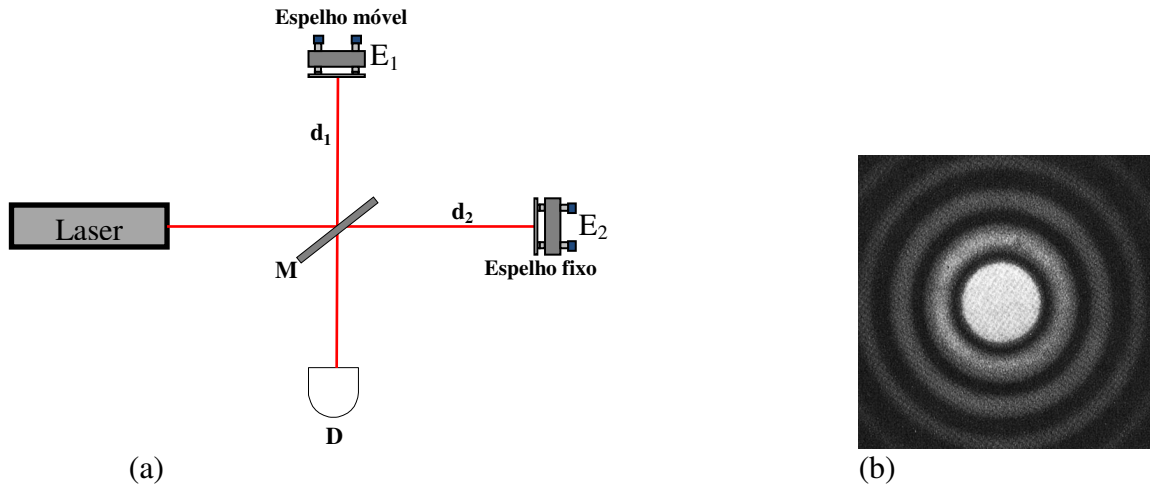 Espelho móvel
E₁
d₁
Laser
d₂
E₂
M
Espelho fixo
D
(a)
(b)